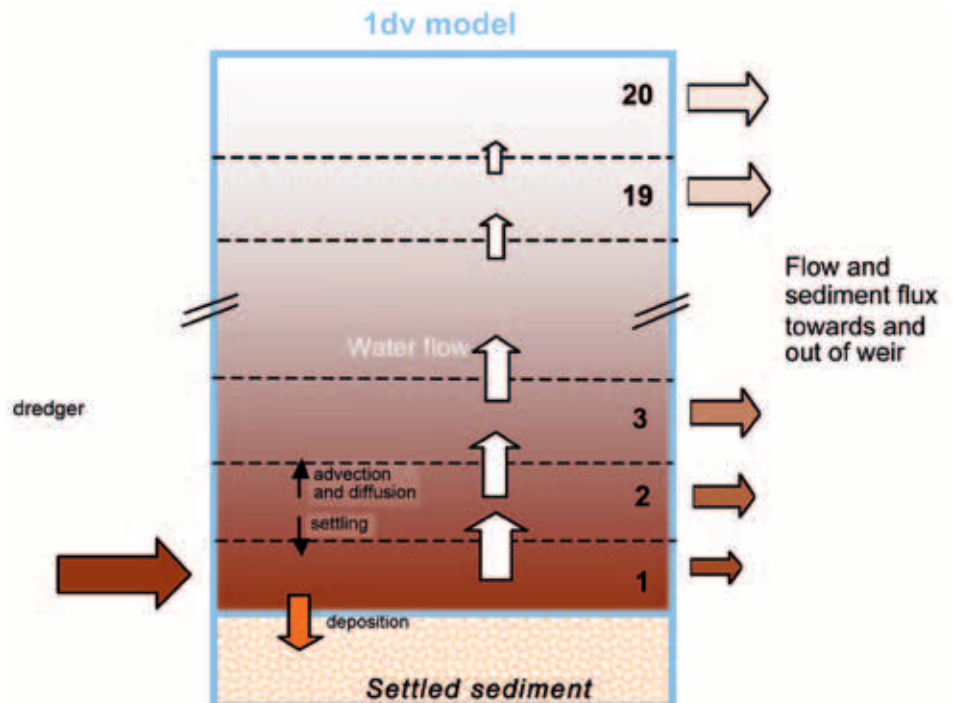 1dv model
20
19
Flow and
sediment flux
towards and
out of weir
Water flow
dredger
3
advection
and diffusion
2
settling
1
deposition
Settled sediment